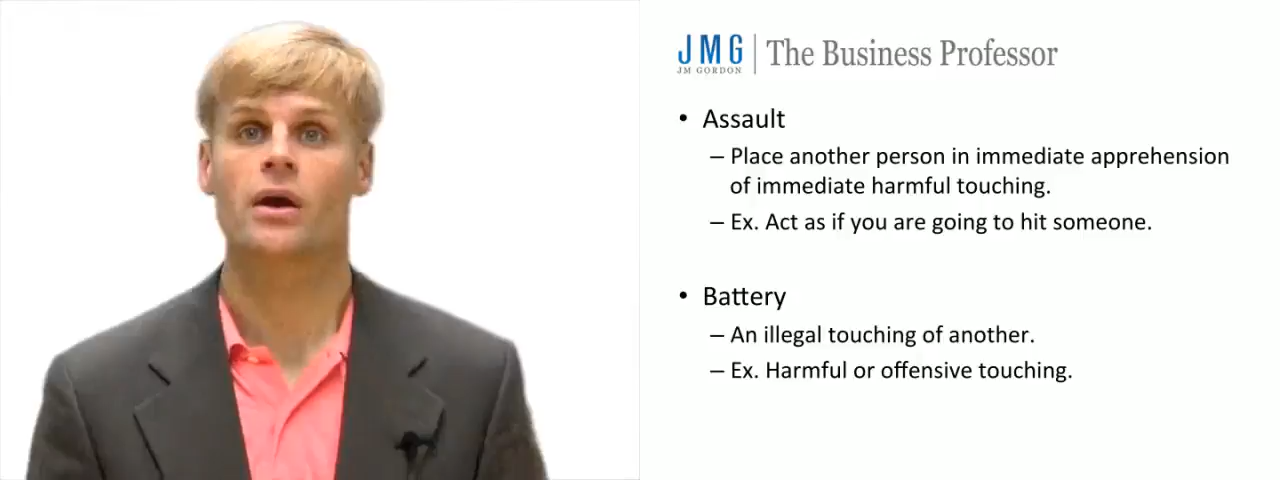 JMG
JM GORDON
The Business Professor
• Assault
– Place another person in immediate apprehension
of immediate harmful touching.
– Ex. Act as if you are going to hit someone.
• Battery
– An illegal touching of another.
– Ex. Harmful or offensive touching.